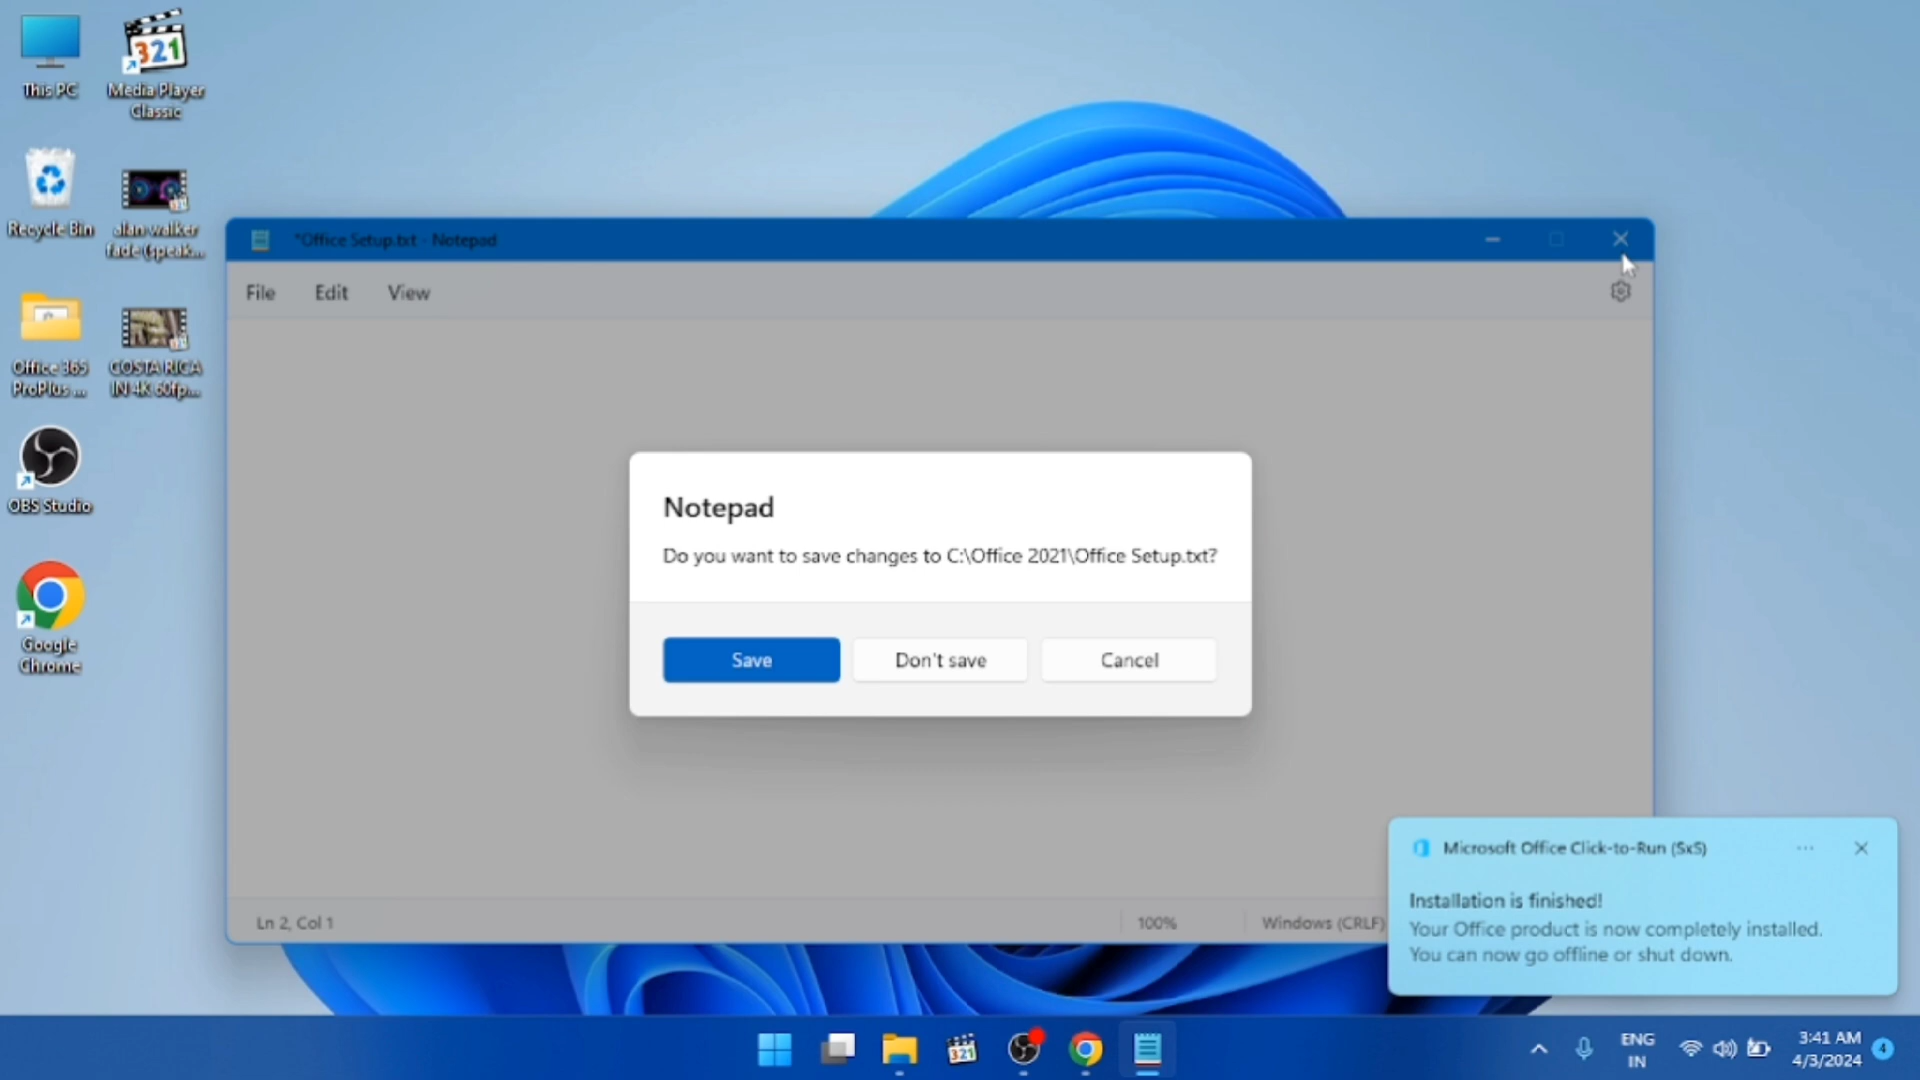 This PC
Media Player
Classic
Recycle Bin
alan walker
fade (speak...
Office 365
ProPlus ...
COSTA RICA
IN 4K 60fp...
OBS Studio
Google
Chrome
321
*Office Setup.txt - Notepad
File
Edit
View
Notepad
Do you want to save changes to C:\Office 2021\Office Setup.txt?
Save
Don't save
Cancel
Ln 2, Col 1
100%
Windows (CRLF)
Microsoft Office Click-to-Run (SxS)
Installation is finished!
Your Office product is now completely installed.
You can now go offline or shut down.
321
ENG
IN
3:41 AM
4/3/2024
4